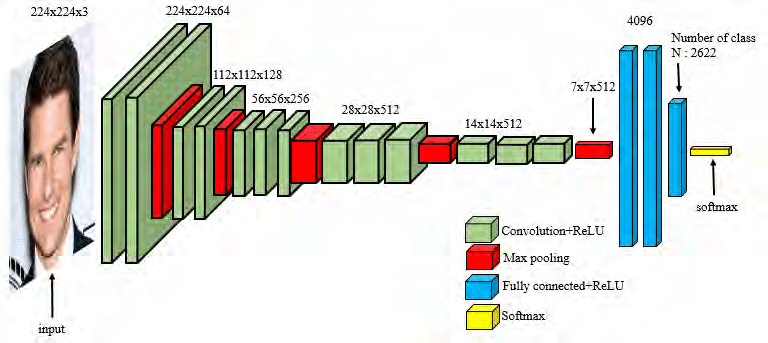 224x224x3
224x224x64
112x112x128
56x56x256
28x28x512
14x14x512
7x7x512
4096
Number of class
N : 2622
softmax
input
Convolution+ReLU
Max pooling
Fully connected+ReLU
Softmax